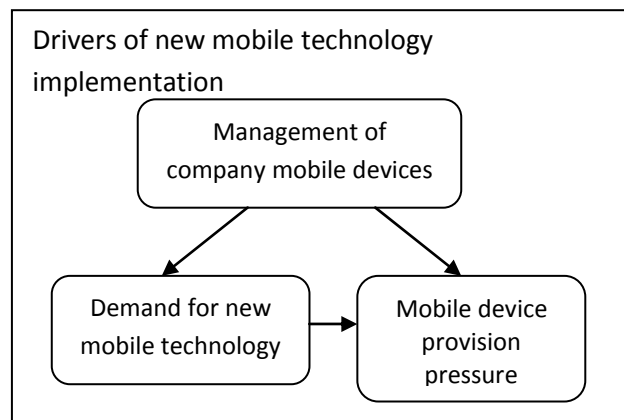 Drivers of new mobile technology
implementation
Management of
company mobile devices
Demand for new
mobile technology
Mobile device
provision
pressure